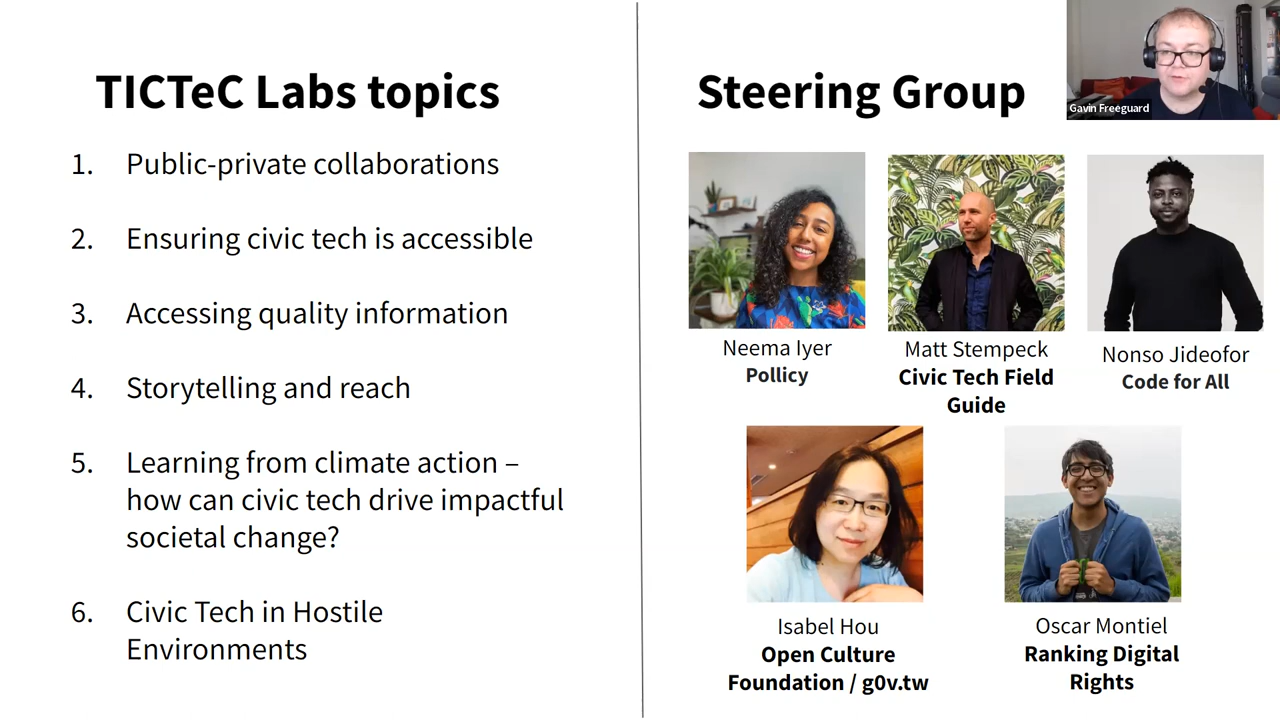 TICTeC Labs topics
1. Public-private collaborations
2. Ensuring civic tech is accessible
3. Accessing quality information
4. Storytelling and reach
5. Learning from climate action –
how can civic tech drive impactful
societal change?
6. Civic Tech in Hostile
Environments
Steering Group
Gavin Freeguard
Neema Iyer
Pollicy
Matt Stempeck
Civic Tech Field
Guide
Nonso Jideofor
Code for All
Isabel Hou
Open Culture
Foundation / g0v.tw
Oscar Montiel
Ranking Digital
Rights